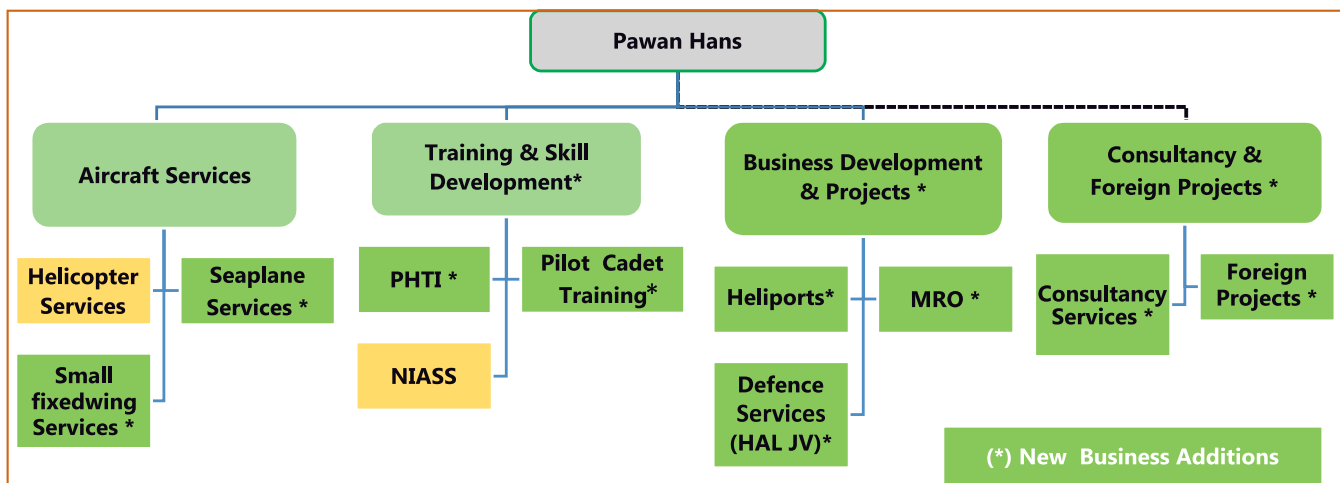 Pawan Hans
Aircraft Services
Training & Skill
Development*
Business Development
& Projects *
Consultancy &
Foreign Projects *
Helicopter
Services
Seaplane
Services *
Small
fixedwing
Services *
PHTI *
Pilot Cadet
Training*
NIASS
Heliports*
MRO *
Defence
Services
(HAL JV)*
Consultancy
Services *
Foreign
Projects *
(*) New Business Additions